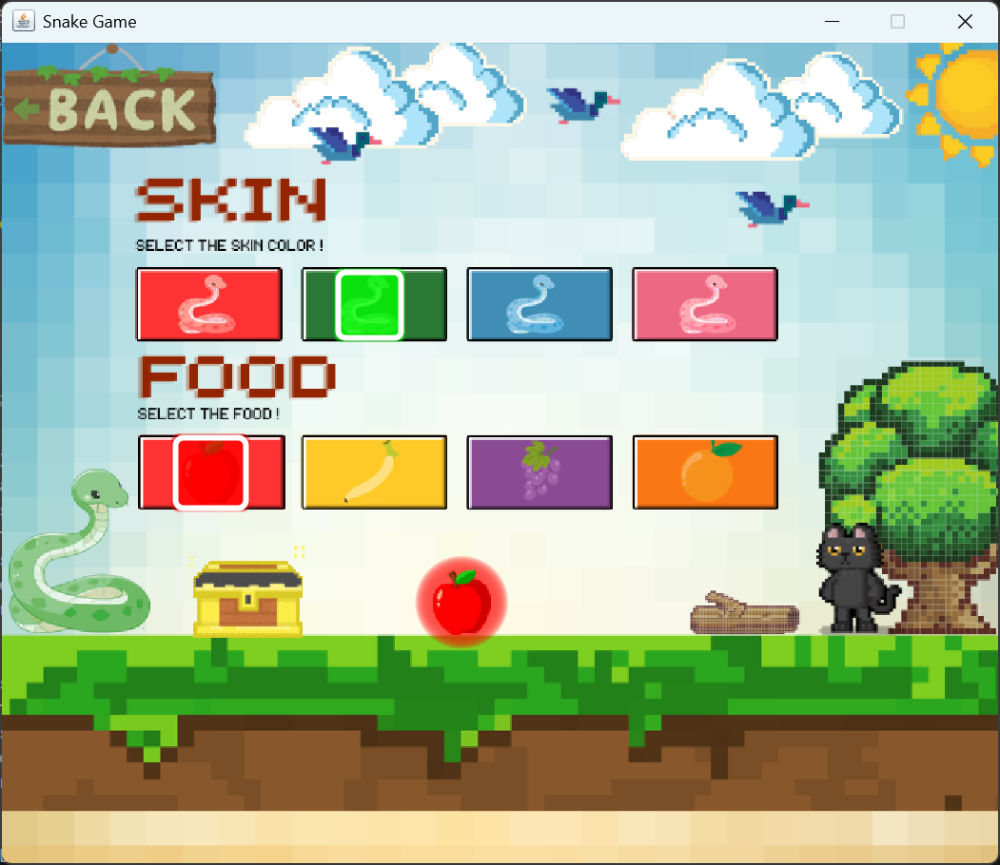 Snake Game
BACK
SKIN
SELECT THE SKIN COLOR!
FOOD
SELECT THE FOOD!